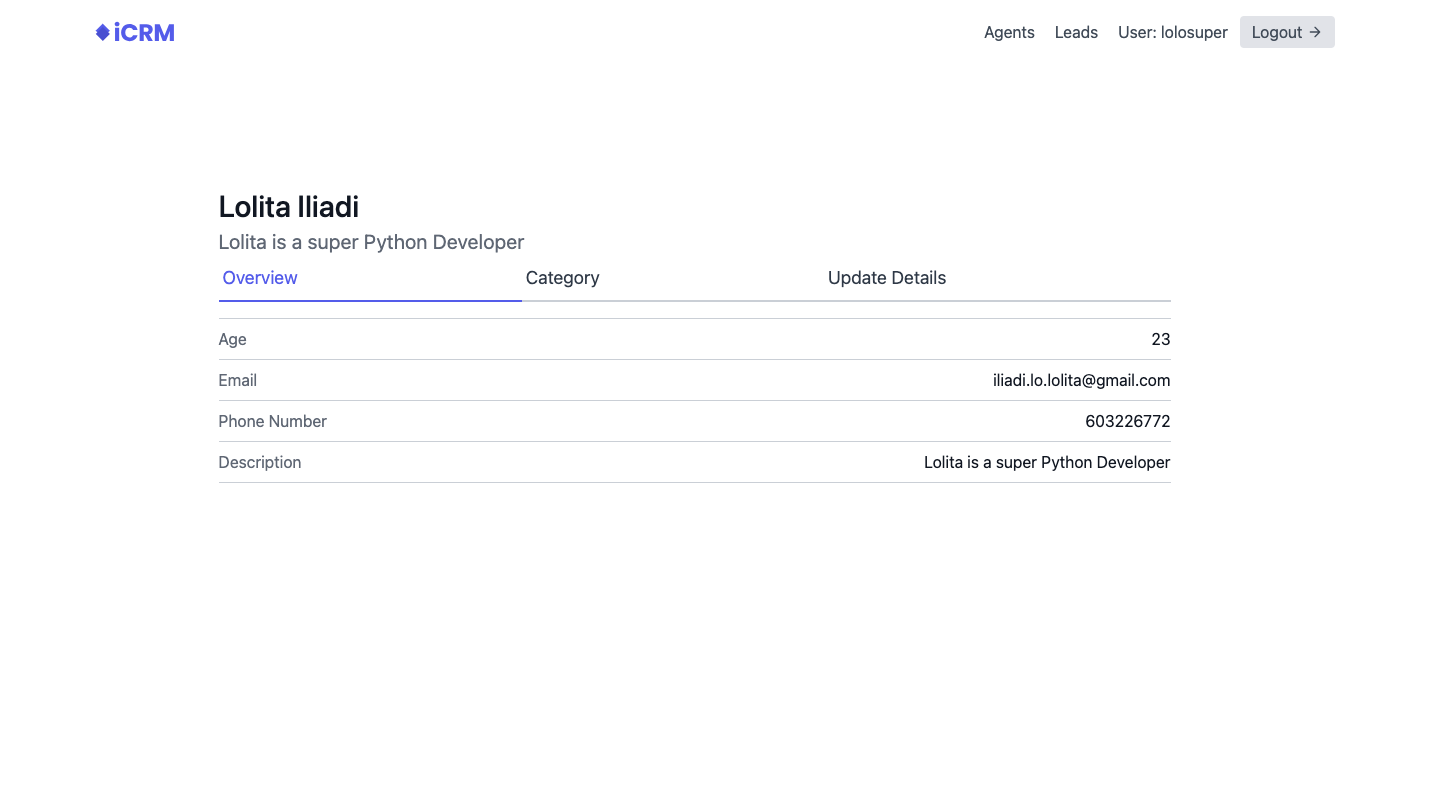 iCRM Agents Leads User: lolosuper Logout →
Lolita Iliadi
Lolita is a super Python Developer
Overview Category Update Details
Age 23
Email iliadi.lo.lolita@gmail.com
Phone Number 603226772
Description Lolita is a super Python Developer